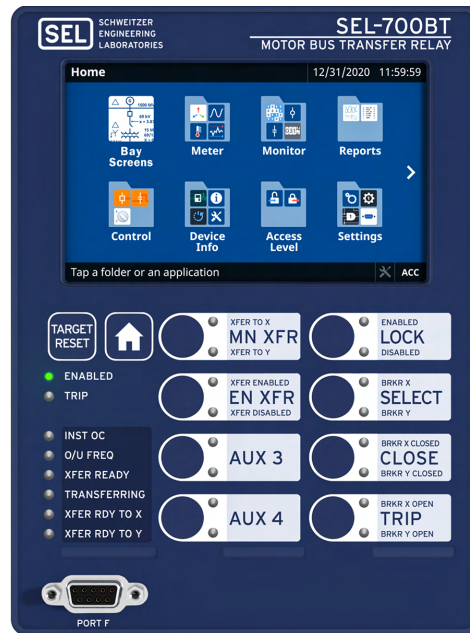 SEL SCHWEITZER
ENGINEERING
LABORATORIES
SEL-700BT
MOTOR BUS TRANSFER RELAY
Home 12/31/2020 11:59:59
Bay
Screens
Meter
Monitor
Reports
Control
Device
Info
Access
Level
Settings
Tap a folder or an application ACC
TARGET
RESET
ENABLED
TRIP
INST OC
O/U FREQ
XFER READY
TRANSFERRING
XFER RDY TO X
XFER RDY TO Y
XFER TO X
MN XFR
XFER TO Y
ENABLED
LOCK
DISABLED
XFER ENABLED
EN XFR
XFER DISABLED
BRKR X
SELECT
BRKR Y
AUX 3
BRKR X CLOSED
CLOSE
BRKR Y CLOSED
AUX 4
BRKR X OPEN
TRIP
BRKR Y OPEN
PORT F